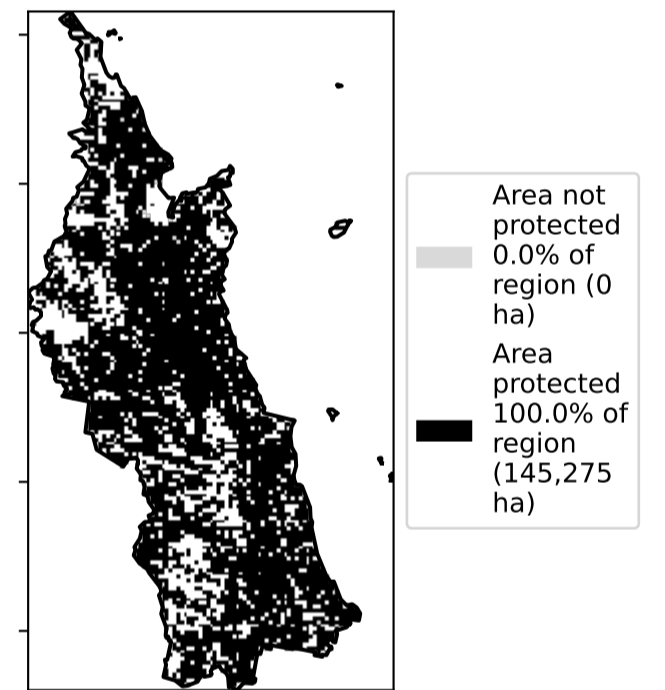 Area not
protected
0.0% of
region (0
ha)
Area
protected
100.0% of
region
(145,275
ha)